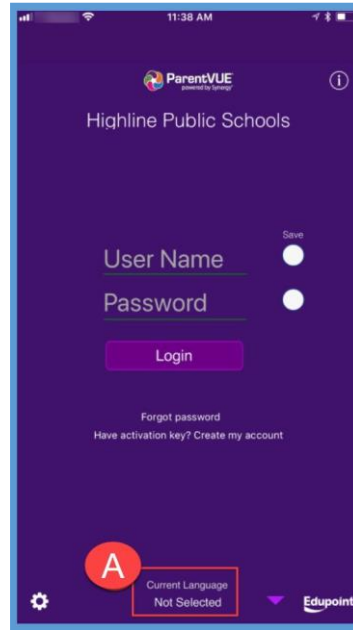 11:38 AM
ParentVUE
powered by Synergy
Highline Public Schools
Save
User Name
Password
Login
Forgot password
Have activation key? Create my account
A
Current Language
Not Selected
Edupoint